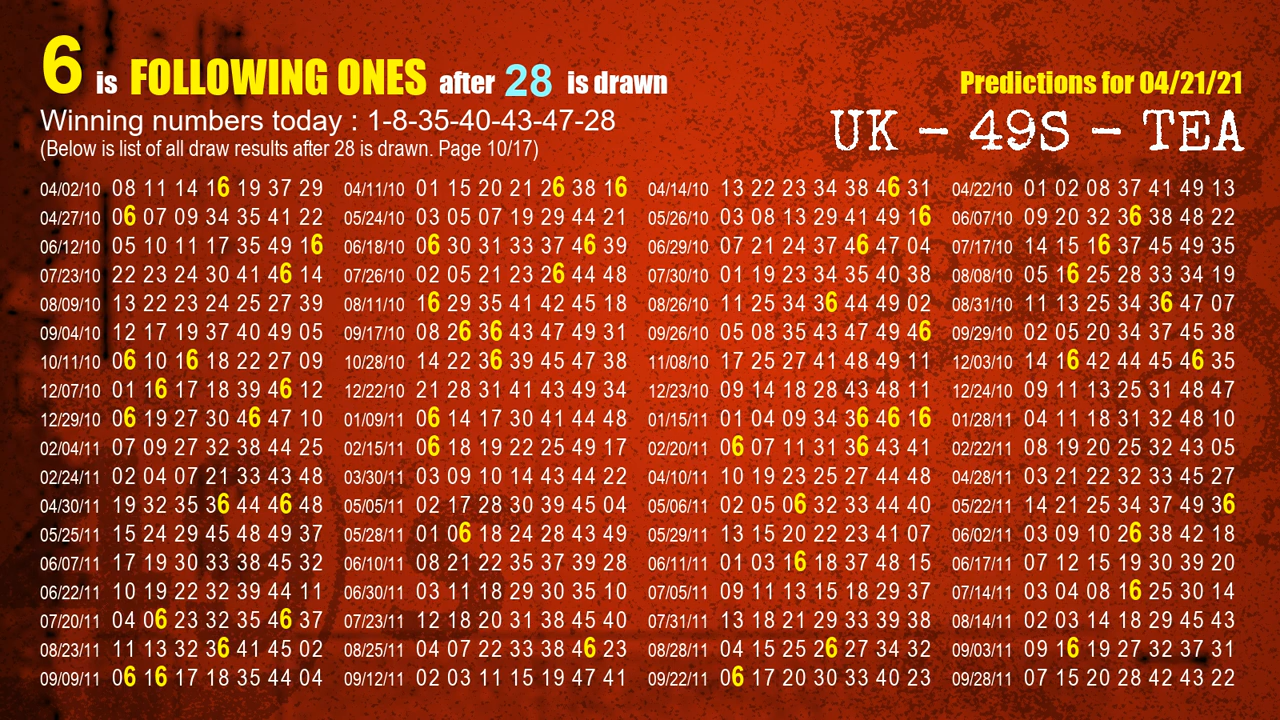 6 is FOLLOWING ONES after 28 is drawn
Predictions for 04/21/21
Winning numbers today : 1-8-35-40-43-47-28
UK - 49S - TEA
(Below is list of all draw results after 28 is drawn. Page 10/17)
04/02/10 08 11 14 16 19 37 29 04/11/10 01 15 20 21 26 38 16 04/14/10 13 22 23 34 38 46 31 04/22/10 01 02 08 37 41 49 13
04/27/10 06 07 09 34 35 41 22 05/24/10 03 05 07 19 29 44 21 05/26/10 03 08 13 29 41 49 16 06/07/10 09 20 32 36 38 48 22
06/12/10 05 10 11 17 35 49 16 06/18/10 06 30 31 33 37 46 39 06/29/10 07 21 24 37 46 47 04 07/17/10 14 15 16 37 45 49 35
07/23/10 22 23 24 30 41 46 14 07/26/10 02 05 21 23 26 44 48 07/30/10 01 19 23 34 35 40 38 08/08/10 05 16 25 28 33 34 19
08/09/10 13 22 23 24 25 27 39 08/11/10 16 29 35 41 42 45 18 08/26/10 11 25 34 36 44 49 02 08/31/10 11 13 25 34 36 47 07
09/04/10 12 17 19 37 40 49 05 09/17/10 08 26 36 43 47 49 31 09/26/10 05 08 35 43 47 49 46 09/29/10 02 05 20 34 37 45 38
10/11/10 06 10 16 18 22 27 09 10/28/10 14 22 36 39 45 47 38 11/08/10 17 25 27 41 48 49 11 12/03/10 14 16 42 44 45 46 35
12/07/10 01 16 17 18 39 46 12 12/22/10 21 28 31 41 43 49 34 12/23/10 09 14 18 28 43 48 11 12/24/10 09 11 13 25 31 48 47
12/29/10 06 19 27 30 46 47 10 01/09/11 06 14 17 30 41 44 48 01/15/11 01 04 09 34 36 46 16 01/28/11 04 11 18 31 32 48 10
02/04/11 07 09 27 32 38 44 25 02/15/11 06 18 19 22 25 49 17 02/20/11 06 07 11 31 36 43 41 02/22/11 08 19 20 25 32 43 05
02/24/11 02 04 07 21 33 43 48 03/30/11 03 09 10 14 43 44 22 04/10/11 10 19 23 25 27 44 48 04/28/11 03 21 22 32 33 45 27
04/30/11 19 32 35 36 44 46 48 05/05/11 02 17 28 30 39 45 04 05/06/11 02 05 06 32 33 44 40 05/22/11 14 21 25 34 37 49 36
05/25/11 15 24 29 45 48 49 37 05/28/11 01 06 18 24 28 43 49 05/29/11 13 15 20 22 23 41 07 06/02/11 03 09 10 26 38 42 18
06/07/11 17 19 30 33 38 45 32 06/10/11 08 21 22 35 37 39 28 06/11/11 01 03 16 18 37 48 15 06/17/11 07 12 15 19 30 39 20
06/22/11 10 19 22 32 39 44 11 06/30/11 03 11 18 29 30 35 10 07/05/11 09 11 13 15 18 29 37 07/14/11 03 04 08 16 25 30 14
07/20/11 04 06 23 32 35 46 37 07/23/11 12 18 20 31 38 45 40 07/31/11 13 18 21 29 33 39 38 08/14/11 02 03 14 18 29 45 43
08/23/11 11 13 32 36 41 45 02 08/25/11 04 07 22 33 38 46 23 08/28/11 04 15 25 26 27 34 32 09/03/11 09 16 19 27 32 37 31
09/09/11 06 16 17 18 35 44 04 09/12/11 02 03 11 15 19 47 41 09/22/11 06 17 20 30 33 40 23 09/28/11 07 15 20 28 42 43 22